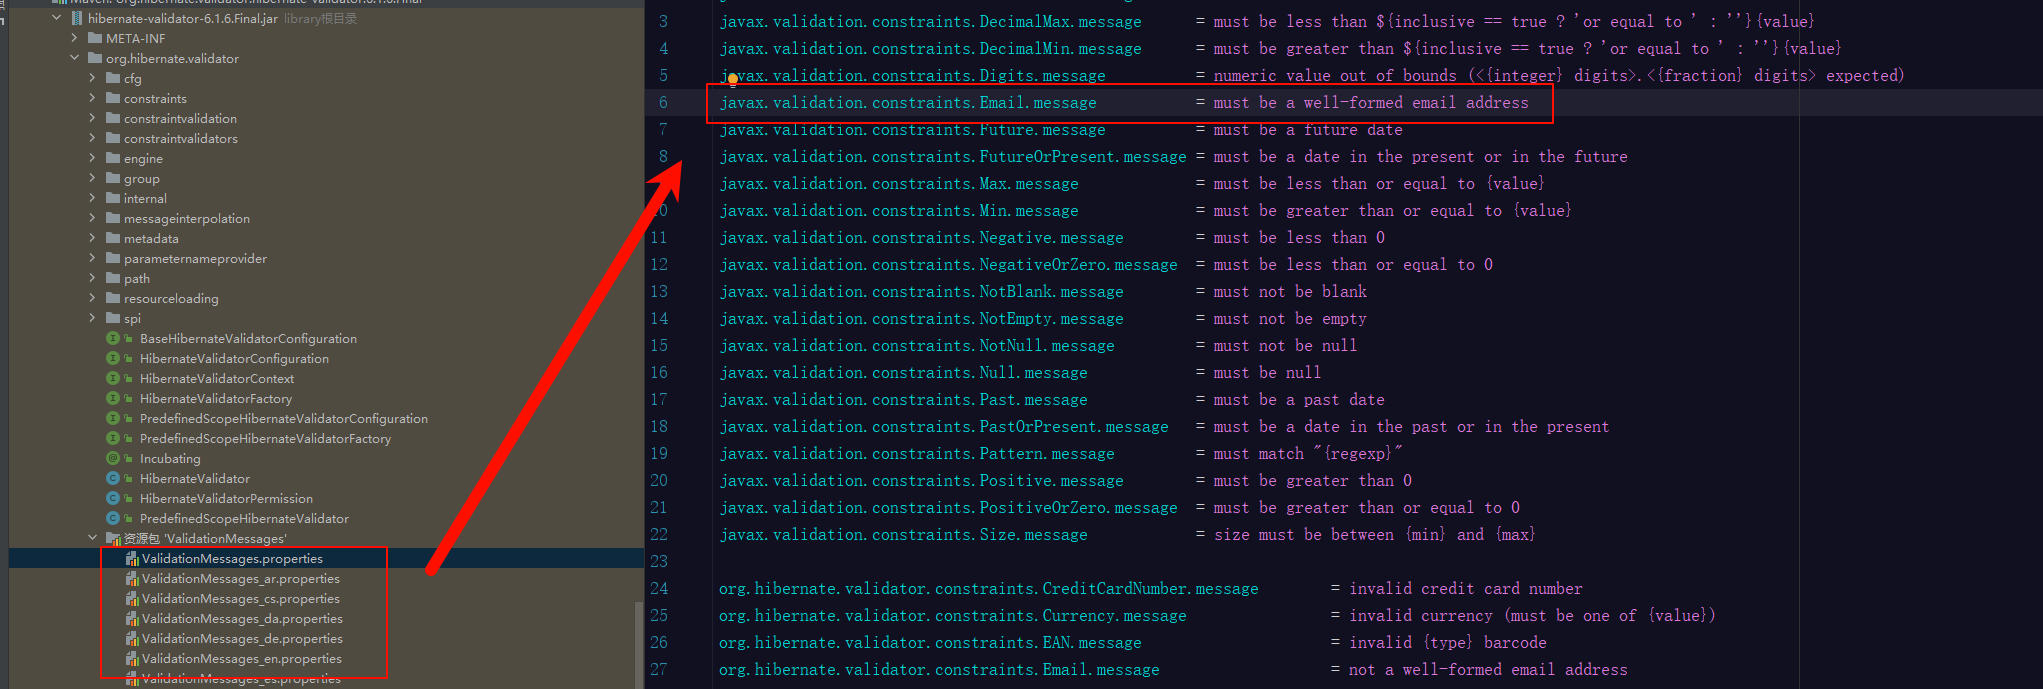 hibernate-validator-6.1.6.Final.jar library根目录
META-INF
org.hibernate.validator
cfg
constraints
constraintvalidation
constraintvalidators
engine
group
internal
messageinterpolation
metadata
parameternameprovider
path
resourceloading
spi
BaseHibernateValidatorConfiguration
HibernateValidatorConfiguration
HibernateValidatorContext
HibernateValidatorFactory
PredefinedScopeHibernateValidatorConfiguration
PredefinedScopeHibernateValidatorFactory
Incubating
HibernateValidator
HibernateValidatorPermission
PredefinedScopeHibernateValidator
资源包 'ValidationMessages'
ValidationMessages.properties
ValidationMessages_ar.properties
ValidationMessages_cs.properties
ValidationMessages_da.properties
ValidationMessages_de.properties
ValidationMessages_en.properties
ValidationMessages_es.properties
3 javax.validation.constraints.DecimalMax.message = must be less than ${inclusive == true ? 'or equal to ' : ''}{value}
4 javax.validation.constraints.DecimalMin.message = must be greater than ${inclusive == true ? 'or equal to ' : ''}{value}
5 javax.validation.constraints.Digits.message = numeric value out of bounds (<{integer} digits>.<{fraction} digits> expected)
6 javax.validation.constraints.Email.message = must be a well-formed email address
7 javax.validation.constraints.Future.message = must be a future date
8 javax.validation.constraints.FutureOrPresent.message = must be a date in the present or in the future
javax.validation.constraints.Max.message = must be less than or equal to {value}
10 javax.validation.constraints.Min.message = must be greater than or equal to {value}
11 javax.validation.constraints.Negative.message = must be less than 0
12 javax.validation.constraints.NegativeOrZero.message = must be less than or equal to 0
13 javax.validation.constraints.NotBlank.message = must not be blank
14 javax.validation.constraints.NotEmpty.message = must not be empty
15 javax.validation.constraints.NotNull.message = must not be null
16 javax.validation.constraints.Null.message = must be null
17 javax.validation.constraints.Past.message = must be a past date
18 javax.validation.constraints.PastOrPresent.message = must be a date in the past or in the present
19 javax.validation.constraints.Pattern.message = must match "{regexp}"
20 javax.validation.constraints.Positive.message = must be greater than 0
21 javax.validation.constraints.PositiveOrZero.message = must be greater than or equal to 0
22 javax.validation.constraints.Size.message = size must be between {min} and {max}
23
24 org.hibernate.validator.constraints.CreditCardNumber.message = invalid credit card number
25 org.hibernate.validator.constraints.Currency.message = invalid currency (must be one of {value})
26 org.hibernate.validator.constraints.EAN.message = invalid {type} barcode
27 org.hibernate.validator.constraints.Email.message = not a well-formed email address